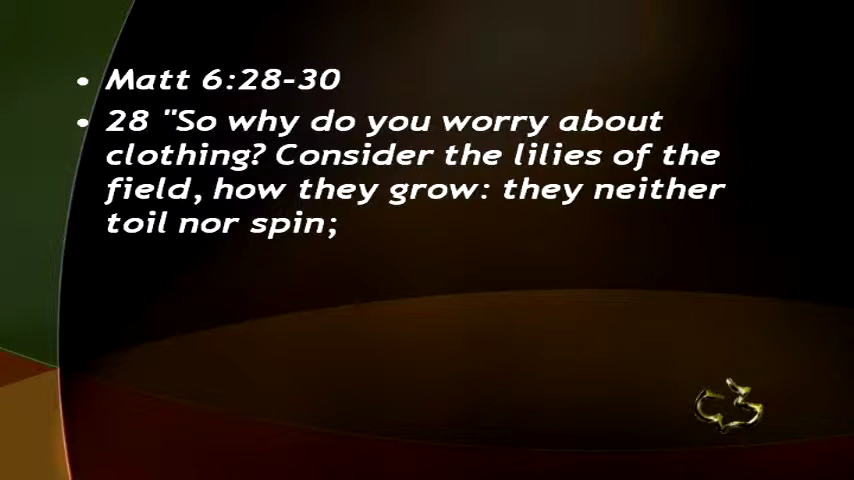 • Matt 6:28-30
• 28 "So why do you worry about
clothing? Consider the lilies of the
field, how they grow: they neither
toil nor spin;
C3